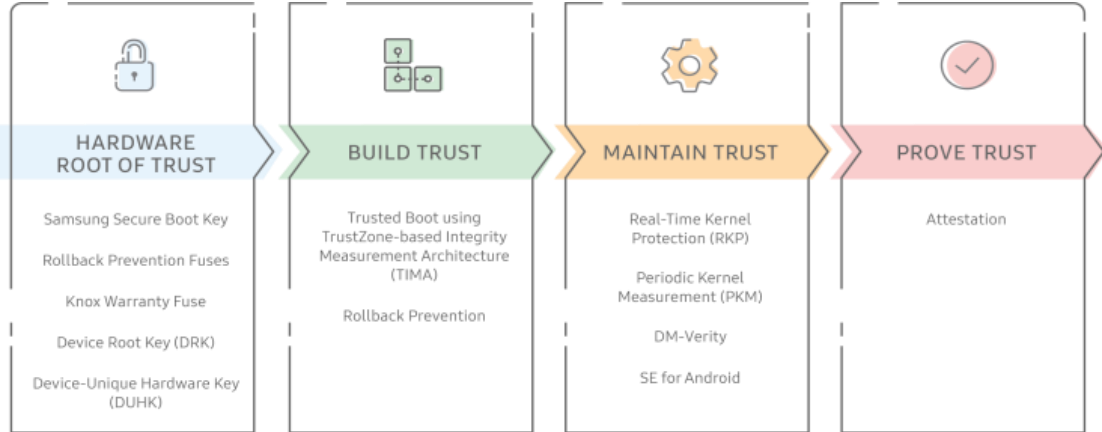 HARDWARE
ROOT OF TRUST
Samsung Secure Boot Key
Rollback Prevention Fuses
Knox Warranty Fuse
Device Root Key (DRK)
Device-Unique Hardware Key
(DUHK)
BUILD TRUST
Trusted Boot using
TrustZone-based Integrity
Measurement Architecture
(TIMA)
Rollback Prevention
MAINTAIN TRUST
Real-Time Kernel
Protection (RKP)
Periodic Kernel
Measurement (PKM)
DM-Verity
SE for Android
PROVE TRUST
Attestation